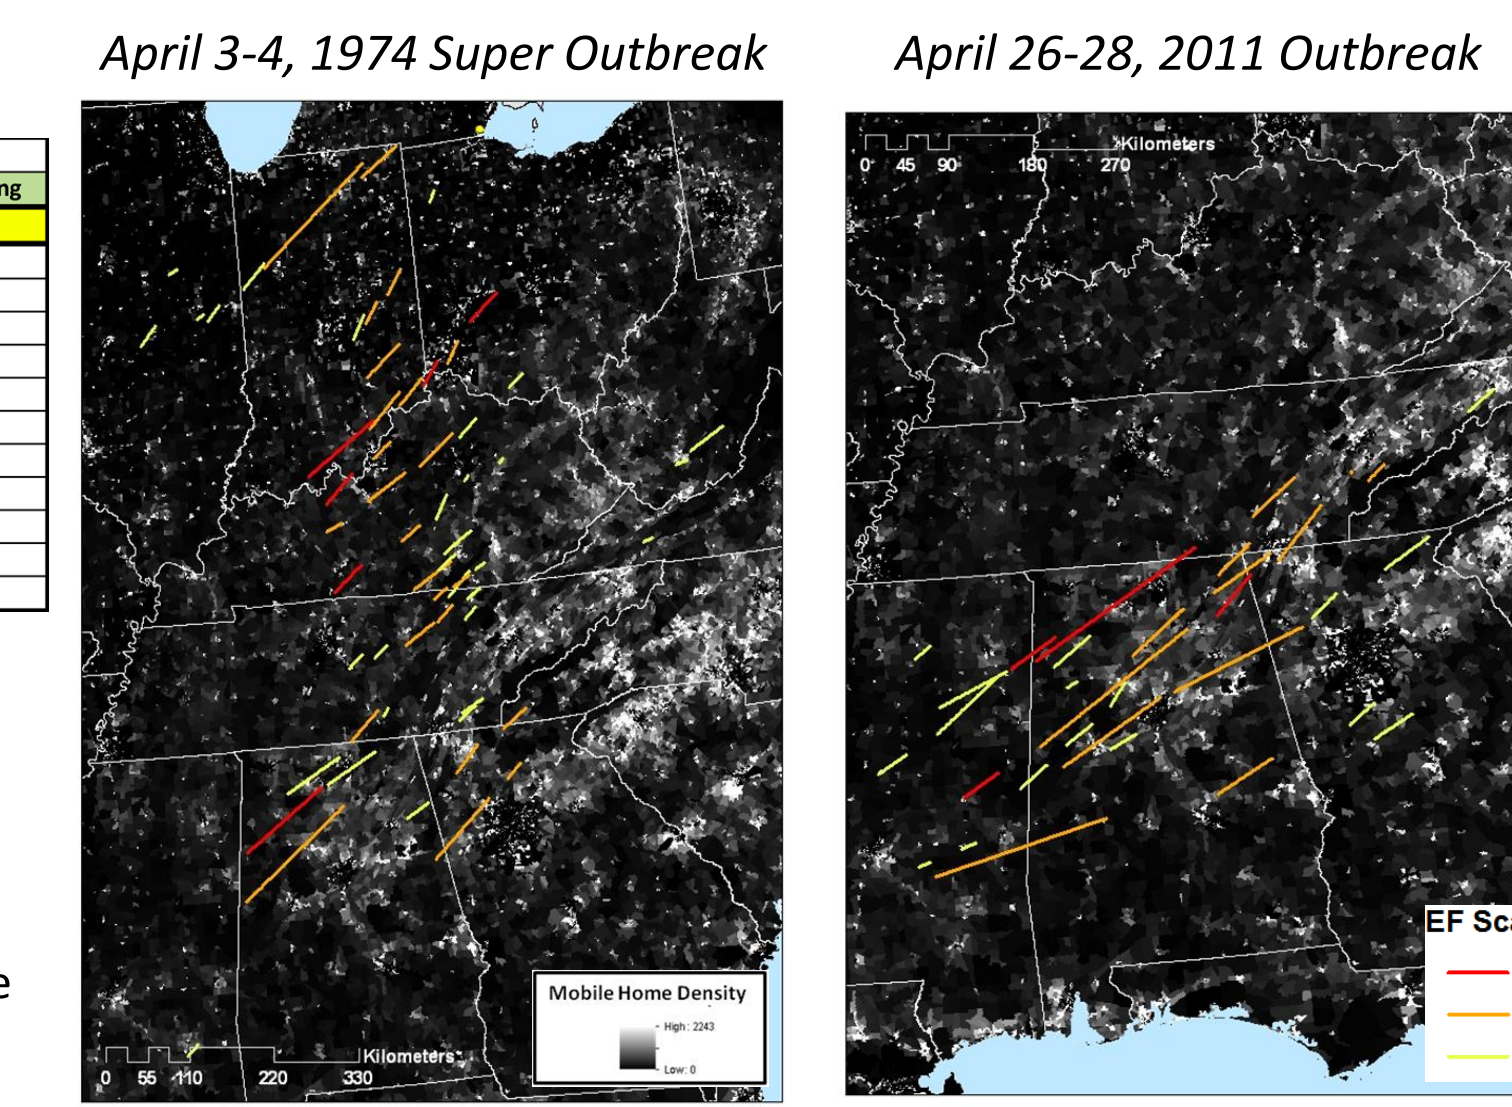 April 3-4, 1974 Super Outbreak
April 26-28, 2011 Outbreak
ng
e
Kilometers
0 45 90 180 270
Mobile Home Density
High: 2243
Low: 0
Kilometers
0 55 110 220 330
EF Sca